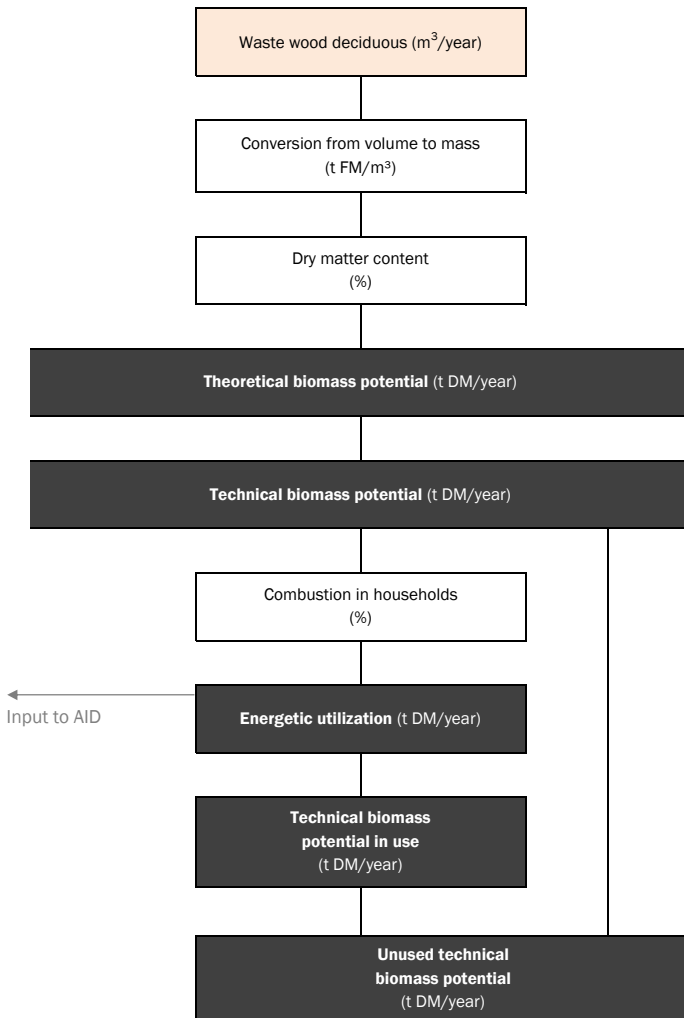 Waste wood deciduous (m³/year)
Conversion from volume to mass
(t FM/m³)
Dry matter content
(%)
Theoretical biomass potential (t DM/year)
Technical biomass potential (t DM/year)
Combustion in households
(%)
Energetic utilization (t DM/year)
Input to AID
Technical biomass
potential in use
(t DM/year)
Unused technical
biomass potential
(t DM/year)